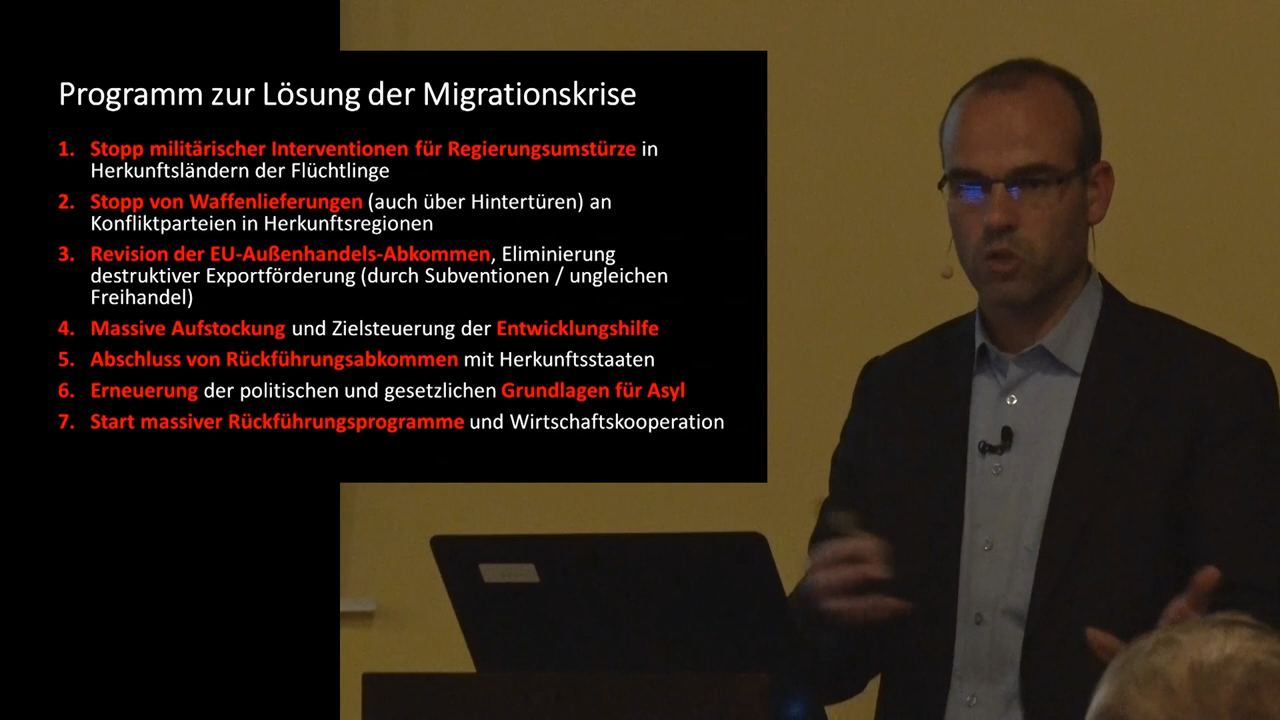 Programm zur Lösung der Migrationskrise
1. Stopp militärischer Interventionen für Regierungsumstürze in
Herkunftsländern der Flüchtlinge
2. Stopp von Waffenlieferungen (auch über Hintertüren) an
Konfliktparteien in Herkunftsregionen
3. Revision der EU-Außenhandels-Abkommen, Eliminierung
destruktiver Exportförderung (durch Subventionen / ungleichen
Freihandel)
4. Massive Aufstockung und Zielsteuerung der Entwicklungshilfe
5. Abschluss von Rückführungsabkommen mit Herkunftsstaaten
6. Erneuerung der politischen und gesetzlichen Grundlagen für Asyl
7. Start massiver Rückführungsprogramme und Wirtschaftskooperation